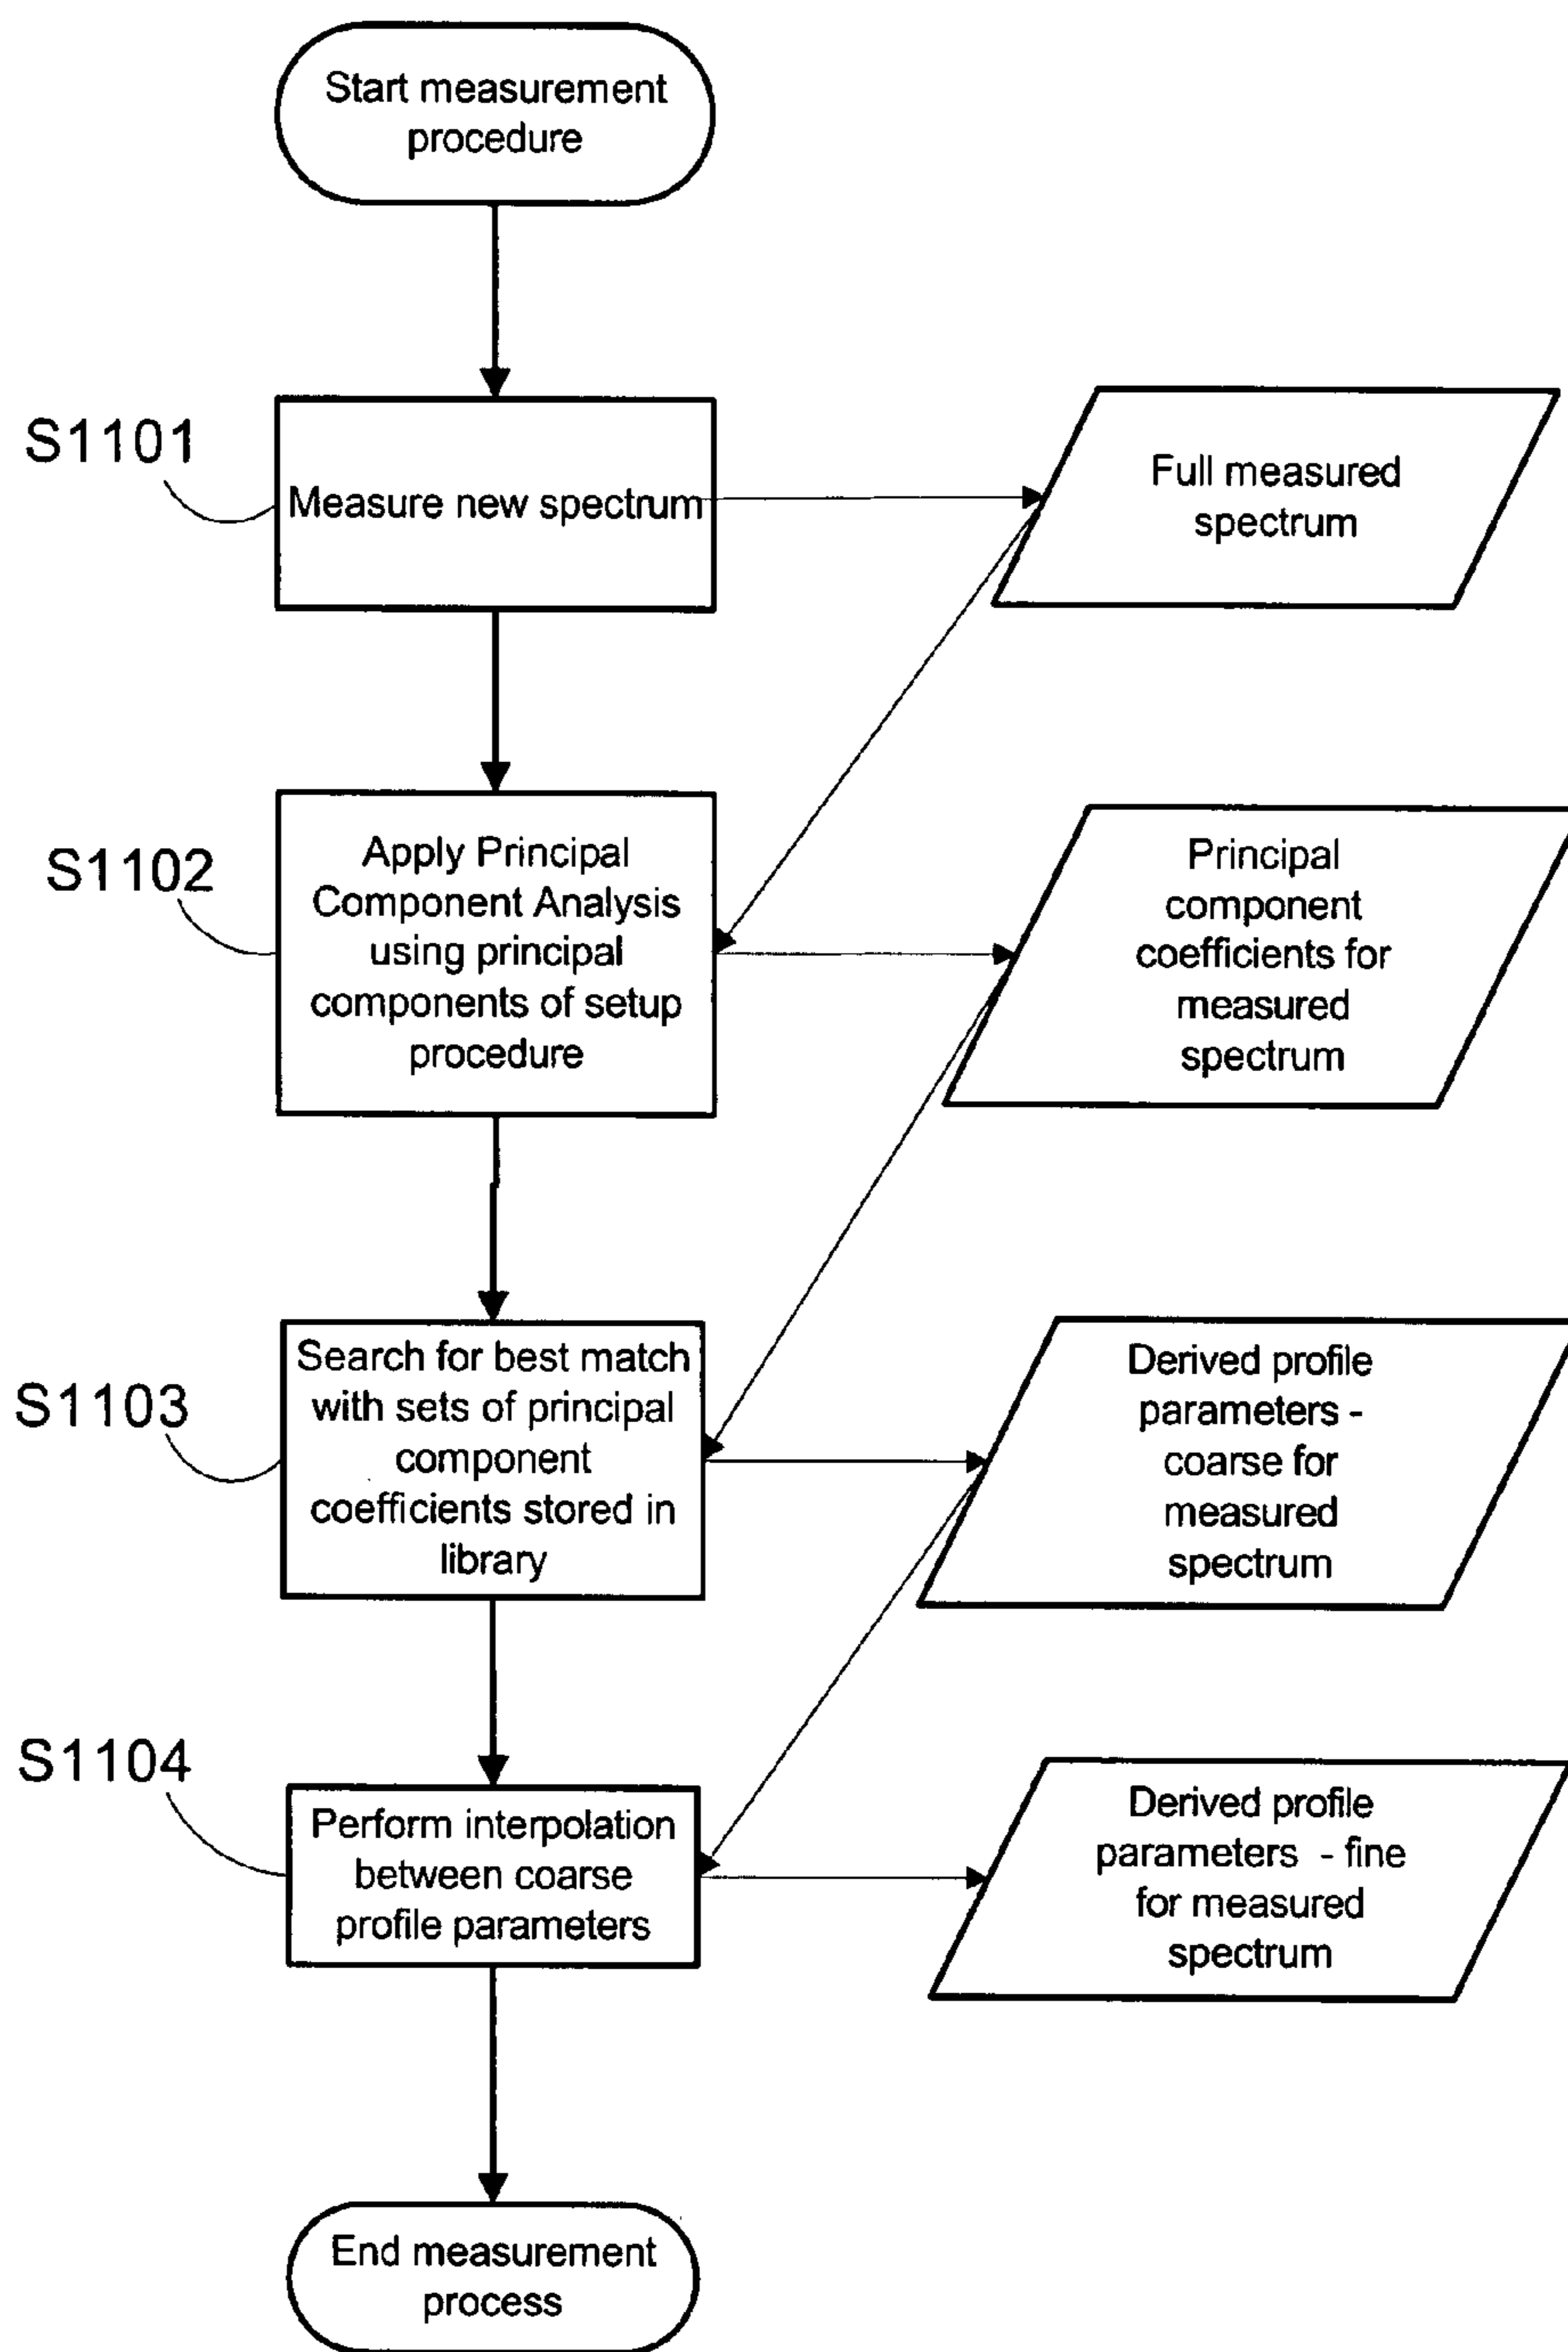 Start measurement
procedure
S1101
Measure new spectrum
Full measured
spectrum
S1102
Apply Principal
Component Analysis
using principal
components of setup
procedure
Principal
component
coefficients for
measured
spectrum
S1103
Search for best match
with sets of principal
component
coefficients stored in
library
Derived profile
parameters -
coarse for
measured
spectrum
S1104
Perform interpolation
between coarse
profile parameters
Derived profile
parameters - fine
for measured
spectrum
End measurement
process